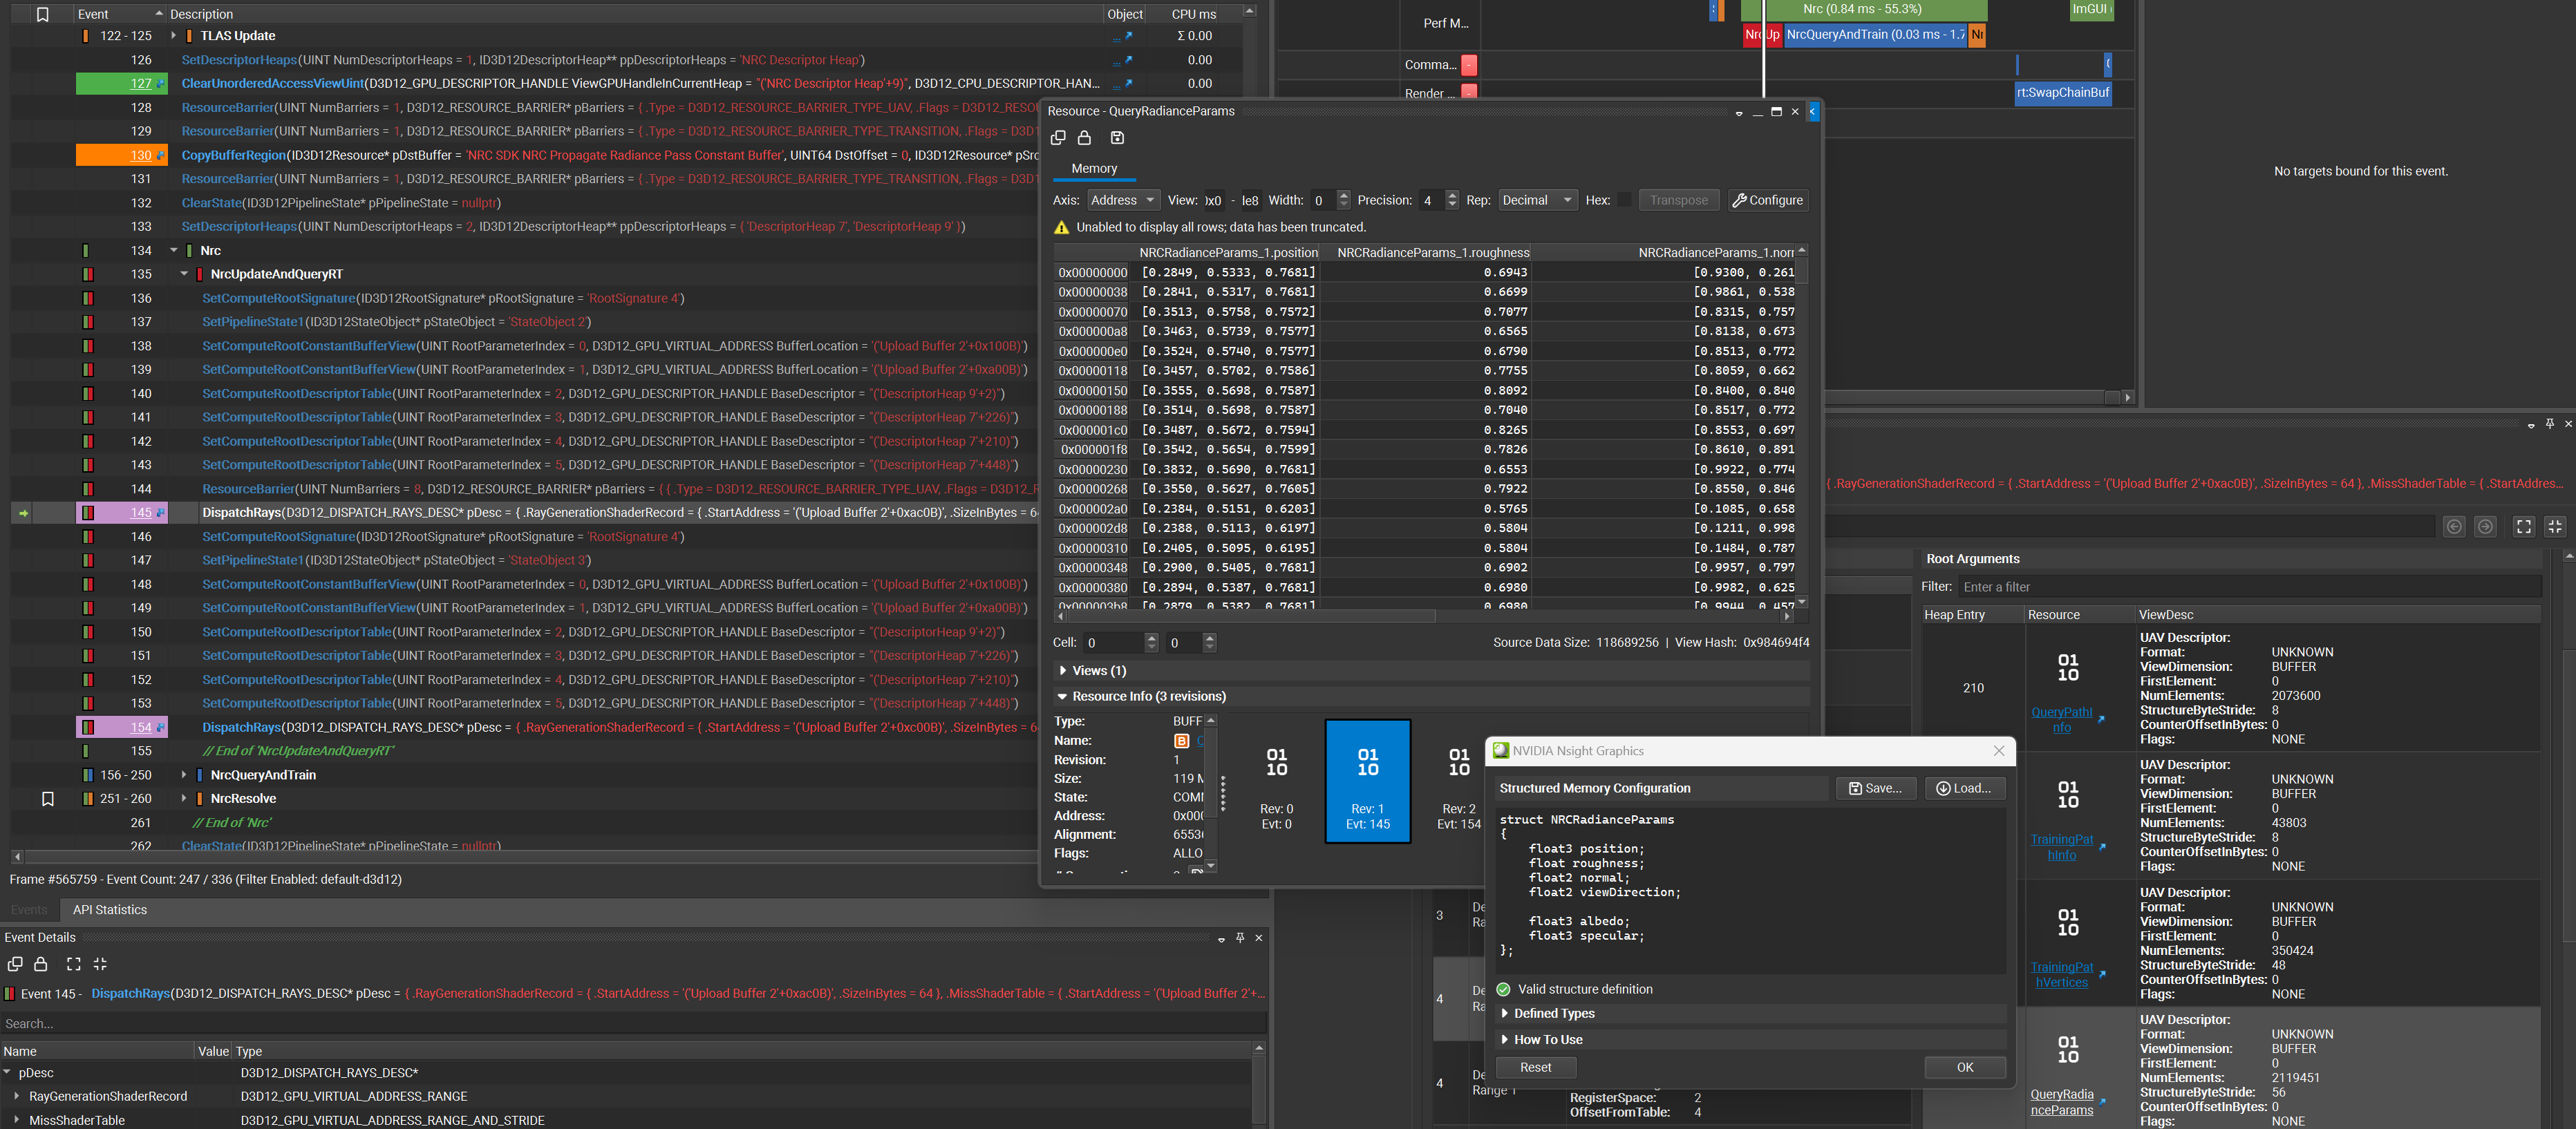 Event Description Object CPU ms
122 - 125 TLAS Update ... Σ 0.00
126 SetDescriptorHeaps(UINT NumDescriptorHeaps = 1, ID3D12DescriptorHeap** ppDescriptorHeaps = 'NRC Descriptor Heap') ... 0.00
127 ClearUnorderedAccessViewUint(D3D12_GPU_DESCRIPTOR_HANDLE ViewGPUHandleInCurrentHeap = "('NRC Descriptor Heap'+9)", D3D12_CPU_DESCRIPTOR_HAN... ... 0.00
128 ResourceBarrier(UINT NumBarriers = 1, D3D12_RESOURCE_BARRIER* pBarriers = { .Type = D3D12_RESOURCE_BARRIER_TYPE_UAV, .Flags = D3D12_RESO
129 ResourceBarrier(UINT NumBarriers = 1, D3D12_RESOURCE_BARRIER* pBarriers = { .Type = D3D12_RESOURCE_BARRIER_TYPE_TRANSITION, .Flags = D3D1
130 CopyBufferRegion(ID3D12Resource* pDstBuffer = 'NRC SDK NRC Propagate Radiance Pass Constant Buffer', UINT64 DstOffset = 0, ID3D12Resource* pSrc
131 ResourceBarrier(UINT NumBarriers = 1, D3D12_RESOURCE_BARRIER* pBarriers = { .Type = D3D12_RESOURCE_BARRIER_TYPE_TRANSITION, .Flags = D3D1
132 ClearState(ID3D12PipelineState* pPipelineState = nullptr)
133 SetDescriptorHeaps(UINT NumDescriptorHeaps = 2, ID3D12DescriptorHeap** ppDescriptorHeaps = { 'DescriptorHeap 7', 'DescriptorHeap 9' })
134 Nrc
135 NrcUpdateAndQueryRT
136 SetComputeRootSignature(ID3D12RootSignature* pRootSignature = 'RootSignature 4')
137 SetPipelineState1(ID3D12StateObject* pStateObject = 'StateObject 2')
138 SetComputeRootConstantBufferView(UINT RootParameterIndex = 0, D3D12_GPU_VIRTUAL_ADDRESS BufferLocation = '('Upload Buffer 2'+0x100B)')
139 SetComputeRootConstantBufferView(UINT RootParameterIndex = 1, D3D12_GPU_VIRTUAL_ADDRESS BufferLocation = '('Upload Buffer 2'+0xa00B)')
140 SetComputeRootDescriptorTable(UINT RootParameterIndex = 2, D3D12_GPU_DESCRIPTOR_HANDLE BaseDescriptor = "('DescriptorHeap 9'+2)")
141 SetComputeRootDescriptorTable(UINT RootParameterIndex = 3, D3D12_GPU_DESCRIPTOR_HANDLE BaseDescriptor = "('DescriptorHeap 7'+226)")
142 SetComputeRootDescriptorTable(UINT RootParameterIndex = 4, D3D12_GPU_DESCRIPTOR_HANDLE BaseDescriptor = "('DescriptorHeap 7'+210)")
143 SetComputeRootDescriptorTable(UINT RootParameterIndex = 5, D3D12_GPU_DESCRIPTOR_HANDLE BaseDescriptor = "('DescriptorHeap 7'+448)")
144 ResourceBarrier(UINT NumBarriers = 8, D3D12_RESOURCE_BARRIER* pBarriers = { { .Type = D3D12_RESOURCE_BARRIER_TYPE_UAV, .Flags = D3D12_R
145 DispatchRays(D3D12_DISPATCH_RAYS_DESC* pDesc = { .RayGenerationShaderRecord = { .StartAddress = '('Upload Buffer 2'+0xac0B)', .SizeInBytes = 64
146 SetComputeRootSignature(ID3D12RootSignature* pRootSignature = 'RootSignature 4')
147 SetPipelineState1(ID3D12StateObject* pStateObject = 'StateObject 3')
148 SetComputeRootConstantBufferView(UINT RootParameterIndex = 0, D3D12_GPU_VIRTUAL_ADDRESS BufferLocation = '('Upload Buffer 2'+0x100B)')
149 SetComputeRootConstantBufferView(UINT RootParameterIndex = 1, D3D12_GPU_VIRTUAL_ADDRESS BufferLocation = '('Upload Buffer 2'+0xa00B)')
150 SetComputeRootDescriptorTable(UINT RootParameterIndex = 2, D3D12_GPU_DESCRIPTOR_HANDLE BaseDescriptor = "('DescriptorHeap 9'+2)")
151 SetComputeRootDescriptorTable(UINT RootParameterIndex = 3, D3D12_GPU_DESCRIPTOR_HANDLE BaseDescriptor = "('DescriptorHeap 7'+226)")
152 SetComputeRootDescriptorTable(UINT RootParameterIndex = 4, D3D12_GPU_DESCRIPTOR_HANDLE BaseDescriptor = "('DescriptorHeap 7'+210)")
153 SetComputeRootDescriptorTable(UINT RootParameterIndex = 5, D3D12_GPU_DESCRIPTOR_HANDLE BaseDescriptor = "('DescriptorHeap 7'+448)")
154 DispatchRays(D3D12_DISPATCH_RAYS_DESC* pDesc = { .RayGenerationShaderRecord = { .StartAddress = '('Upload Buffer 2'+0xc00B)', .SizeInBytes = 6
155 // End of 'NrcUpdateAndQueryRT'
156 - 250 NrcQueryAndTrain
251 - 260 NrcResolve
261 // End of 'Nrc'
262 ClearState(ID3D12PipelineState* pPipelineState = nullptr)
Frame #565759 - Event Count: 247 / 336 (Filter Enabled: default-d3d12)
Events API Statistics
Event Details
Event 145 - DispatchRays(D3D12_DISPATCH_RAYS_DESC* pDesc = { .RayGenerationShaderRecord = { .StartAddress = '('Upload Buffer 2'+0xac0B)', .SizeInBytes = 64 }, .MissShaderTable = { .StartAddress = '('Upload Buffer 2'+...
Search...
Name Value Type
pDesc D3D12_DISPATCH_RAYS_DESC*
RayGenerationShaderRecord D3D12_GPU_VIRTUAL_ADDRESS_RANGE
MissShaderTable D3D12_GPU_VIRTUAL_ADDRESS_RANGE_AND_STRIDE
Perf M...
Nrc (0.84 ms - 55.3%)
ImGUI
Nrc Up NrcQueryAndTrain (0.03 ms - 1.7 Nr
Comma...
Render ...
rt:SwapChainBuf
No targets bound for this event.
Resource - QueryRadianceParams
Memory
Axis: Address View: )x0 - le8 Width: 0 Precision: 4 Rep: Decimal Hex: Transpose Configure
Unable to display all rows; data has been truncated.
NRCRadianceParams_1.position NRCRadianceParams_1.roughness NRCRadianceParams_1.norr
0x00000000 [0.2849, 0.5333, 0.7681] 0.6943 [0.9300, 0.261
0x00000038 [0.2841, 0.5317, 0.7681] 0.6699 [0.9861, 0.538
0x00000070 [0.3513, 0.5758, 0.7572] 0.7077 [0.8315, 0.757
0x000000a8 [0.3463, 0.5739, 0.7577] 0.6565 [0.8138, 0.673
0x000000e0 [0.3524, 0.5740, 0.7577] 0.6790 [0.8513, 0.772
0x00000118 [0.3457, 0.5702, 0.7586] 0.7755 [0.8059, 0.662
0x00000150 [0.3555, 0.5698, 0.7587] 0.8092 [0.8400, 0.840
0x00000188 [0.3514, 0.5698, 0.7587] 0.7040 [0.8517, 0.772
0x000001c0 [0.3487, 0.5672, 0.7594] 0.8265 [0.8553, 0.697
0x000001f8 [0.3542, 0.5654, 0.7599] 0.7826 [0.8610, 0.891
0x00000230 [0.3832, 0.5690, 0.7681] 0.6553 [0.9922, 0.774
0x00000268 [0.3550, 0.5627, 0.7605] 0.7922 [0.8550, 0.846
0x000002a0 [0.2384, 0.5151, 0.6203] 0.5765 [0.1085, 0.658
0x000002d8 [0.2388, 0.5113, 0.6197] 0.5804 [0.1211, 0.998
0x00000310 [0.2405, 0.5095, 0.6195] 0.5804 [0.1484, 0.787
0x00000348 [0.2900, 0.5405, 0.7681] 0.6902 [0.9957, 0.797
0x00000380 [0.2894, 0.5387, 0.7681] 0.6980 [0.9982, 0.625
0x000003b8 [0.2879, 0.5382, 0.7681] 0.6980 [0.9944, 0.457
Cell: 0 0 Source Data Size: 118689256 | View Hash: 0x984694f4
Views (1)
Resource Info (3 revisions)
Type: BUFF
Name: B
Revision: 1
Size: 119 M
State: COM
Address: 0x000
Alignment: 6553
Flags: ALLO
01 10 Rev: 0 Evt: 0
01 10 Rev: 1 Evt: 145
01 10 Rev: 2 Evt: 154
NVIDIA Nsight Graphics
Structured Memory Configuration Save... Load...
struct NRCRadianceParams
{
float3 position;
float roughness;
float2 normal;
float2 viewDirection;
float3 albedo;
float3 specular;
};
Valid structure definition
Defined Types
How To Use
Reset OK
3 De Ra
4 De Ra
4 De Range 1
RegisterSpace: 2
OffsetFromTable: 4
{ .RayGenerationShaderRecord = { .StartAddress = '('Upload Buffer 2'+0xac0B)', .SizeInBytes = 64 }, .MissShaderTable = { .StartAddres...
Root Arguments
Filter: Enter a filter
Heap Entry Resource ViewDesc
210
01 10
QueryPathI
nfo
UAV Descriptor:
Format: UNKNOWN
ViewDimension: BUFFER
FirstElement: 0
NumElements: 2073600
StructureByteStride: 8
CounterOffsetInBytes: 0
Flags: NONE
01 10
TrainingPat
hInfo
UAV Descriptor:
Format: UNKNOWN
ViewDimension: BUFFER
FirstElement: 0
NumElements: 43803
StructureByteStride: 8
CounterOffsetInBytes: 0
Flags: NONE
01 10
TrainingPat
hVertices
UAV Descriptor:
Format: UNKNOWN
ViewDimension: BUFFER
FirstElement: 0
NumElements: 350424
StructureByteStride: 48
CounterOffsetInBytes: 0
Flags: NONE
01 10
QueryRadia
nceParams
UAV Descriptor:
Format: UNKNOWN
ViewDimension: BUFFER
FirstElement: 0
NumElements: 2119451
StructureByteStride: 56
CounterOffsetInBytes: 0
Flags: NONE